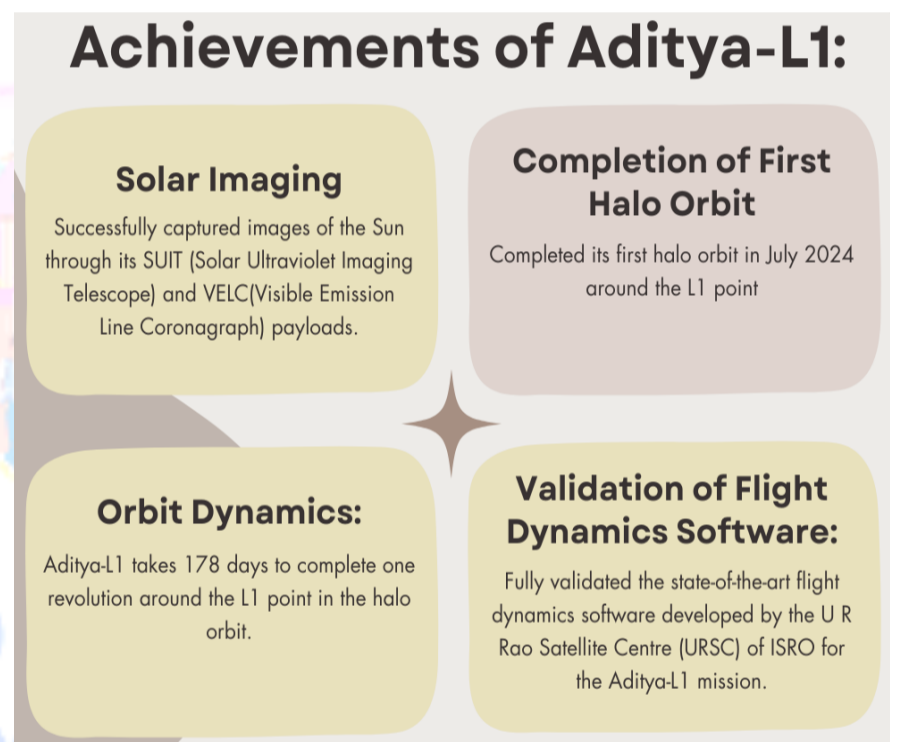 Achievements of Aditya-L1:
Solar Imaging
Successfully captured images of the Sun
through its SUIT (Solar Ultraviolet Imaging
Telescope) and VELC(Visible Emission
Line Coronagraph) payloads.
Completion of First
Halo Orbit
Completed its first halo orbit in July 2024
around the L1 point
Orbit Dynamics:
Aditya-L1 takes 178 days to complete one
revolution around the L1 point in the halo
orbit.
Validation of Flight
Dynamics Software:
Fully validated the state-of-the-art flight
dynamics software developed by the U R
Rao Satellite Centre (URSC) of ISRO for
the Aditya-L1 mission.